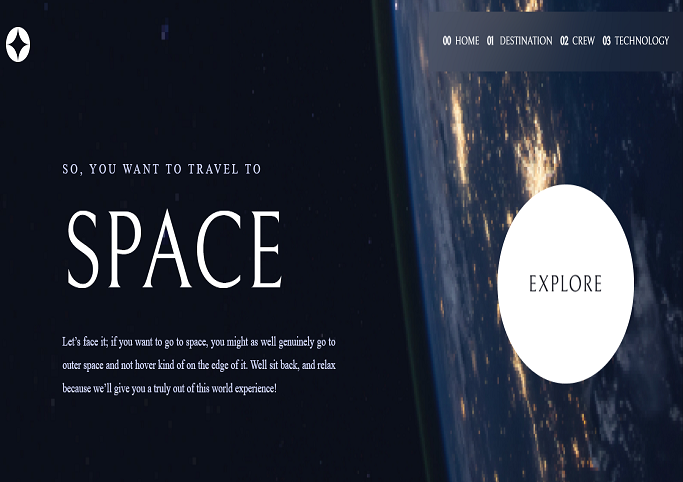 00 HOME 01 DESTINATION 02 CREW 03 TECHNOLOGY
SO, YOU WANT TO TRAVEL TO
SPACE
EXPLORE
Let's face it; if you want to go to space, you might as well genuinely go to
outer space and not hover kind of on the edge of it. Well sit back, and relax
because we'll give you a truly out of this world experience!